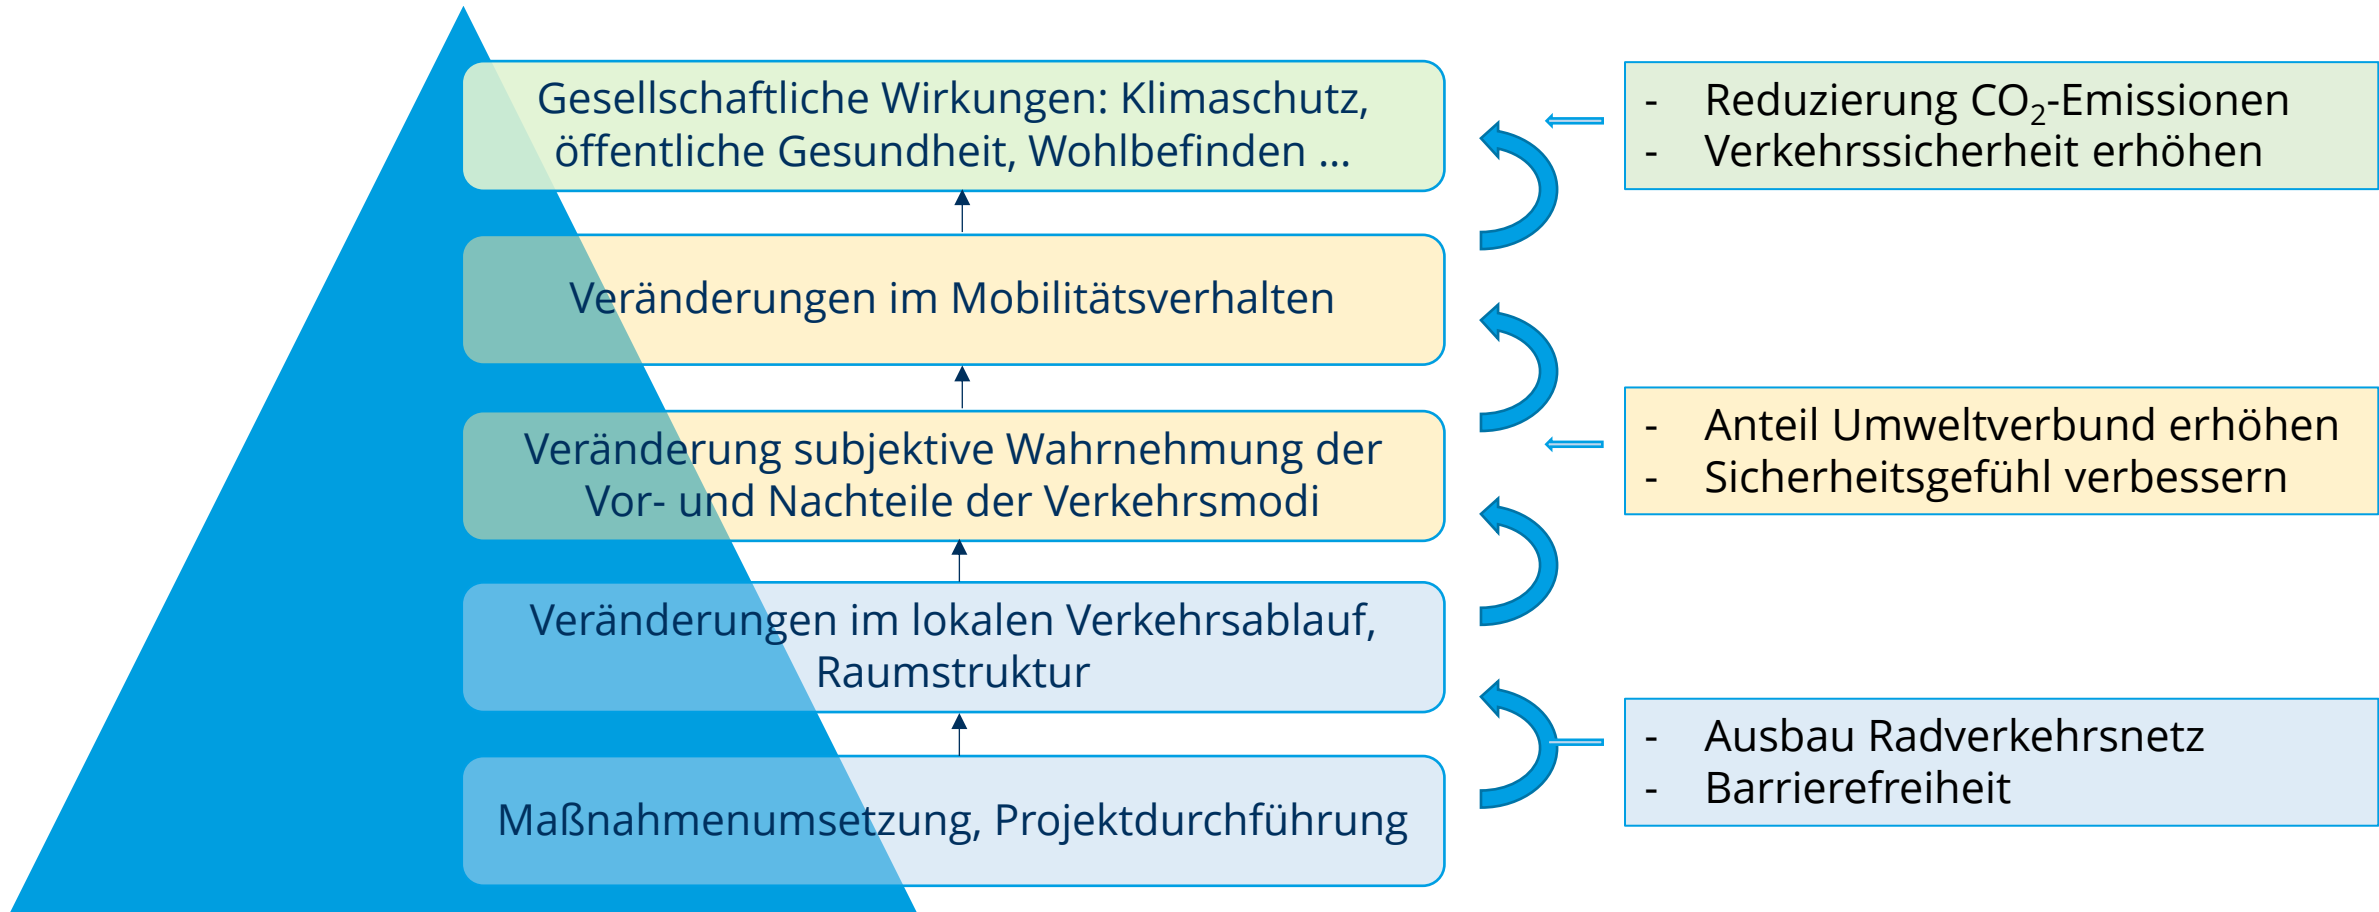 Gesellschaftliche Wirkungen: Klimaschutz,
öffentliche Gesundheit, Wohlbefinden ...
Veränderungen im Mobilitätsverhalten
Veränderung subjektive Wahrnehmung der
Vor- und Nachteile der Verkehrsmodi
Veränderungen im lokalen Verkehrsablauf,
Raumstruktur
Maßnahmenumsetzung, Projektdurchführung
- Reduzierung CO₂-Emissionen
- Verkehrssicherheit erhöhen
- Anteil Umweltverbund erhöhen
- Sicherheitsgefühl verbessern
- Ausbau Radverkehrsnetz
- Barrierefreiheit